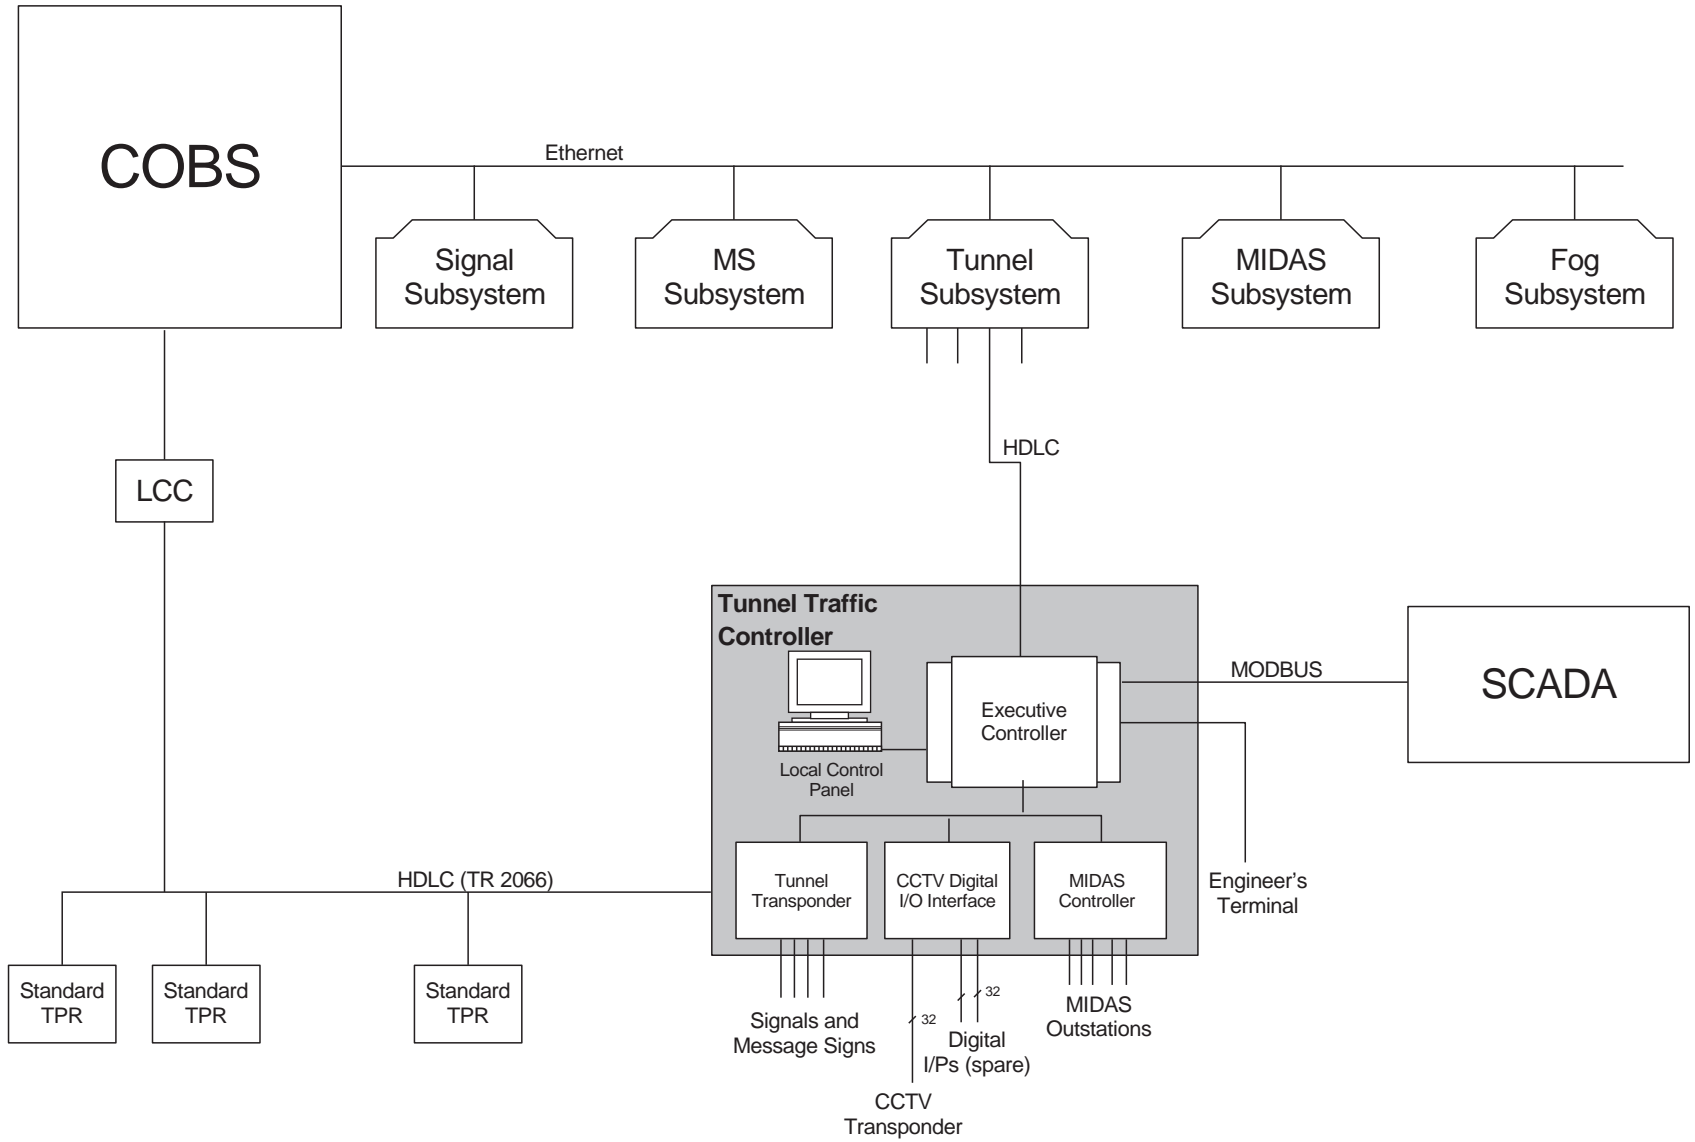 COBS
Ethernet
Signal
Subsystem
MS
Subsystem
Tunnel
Subsystem
MIDAS
Subsystem
Fog
Subsystem
HDLC
LCC
Tunnel Traffic
Controller
MODBUS
SCADA
Executive
Controller
Local Control
Panel
HDLC (TR 2066)
Tunnel
Transponder
CCTV Digital
I/O Interface
MIDAS
Controller
Engineer's
Terminal
Standard
TPR
Standard
TPR
Standard
TPR
Signals and
Message Signs
32
32
Digital
I/Ps (spare)
MIDAS
Outstations
CCTV
Transponder